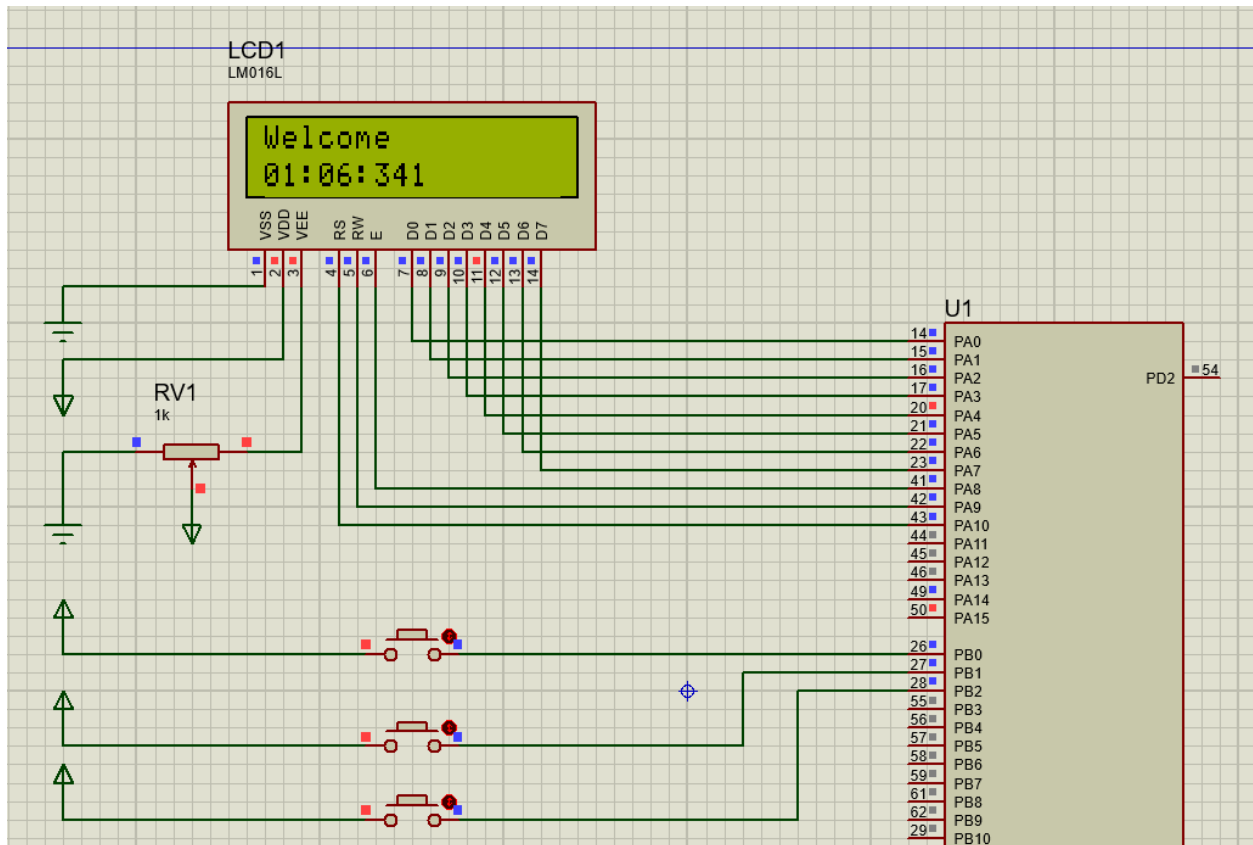 LCD1
LM016L
Welcome
01:06:341
VSS
VDD
VEE
RS
RW
E
D0
D1
D2
D3
D4
D5
D6
D7
1
2
3
4
5
6
7
8
9
10
11
12
13
14
RV1
1k
U1
14 PA0
15 PA1
16 PA2
17 PA3
20 PA4
21 PA5
22 PA6
23 PA7
41 PA8
42 PA9
43 PA10
44 PA11
45 PA12
46 PA13
49 PA14
50 PA15
26 PB0
27 PB1
28 PB2
55 PB3
56 PB4
57 PB5
58 PB6
59 PB7
61 PB8
62 PB9
29 PB10
PD2 54